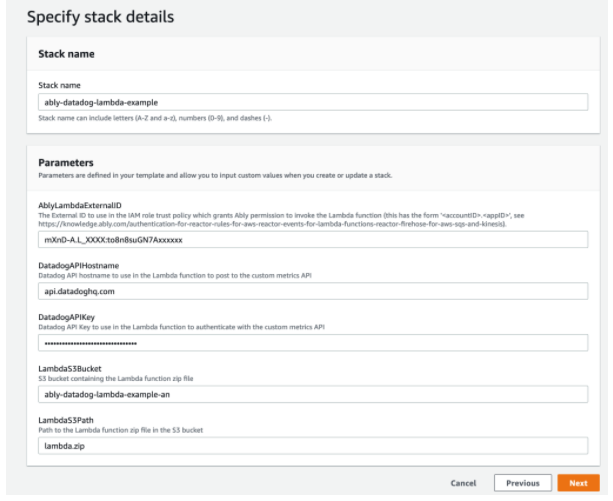 Specify stack details
Stack name
Stack name
ably-datadog-lambda-example
Stack name can include letters (A-Z and a-z), numbers (0-9), and dashes (-).
Parameters
Parameters are defined in your template and allow you to input custom values when you create or update a stack.
AblyLambdaExternalID
The External ID to use in the IAM role trust policy which grants Ably permission to invoke the Lambda function (this has the form '<accountID>.<appID>', see
https://knowledge.ably.com/authentication-for-reactor-rules-for-aws-reactor-events-for-lambda-functions-reactor-firehose-for-aws-sqs-and-kinesis).
mXnD-A.L_XXXX:to8n8suGN7Axxxxxx
DatadogAPIHostname
Datadog API hostname to use in the Lambda function to post to the custom metrics API
api.datadoghq.com
DatadogAPIKey
Datadog API Key to use in the Lambda function to authenticate with the custom metrics API
••••••••••••••••••••••••••••••••
LambdaS3Bucket
S3 bucket containing the Lambda function zip file
ably-datadog-lambda-example-an
LambdaS3Path
Path to the Lambda function zip file in the S3 bucket
lambda.zip
Cancel Previous Next